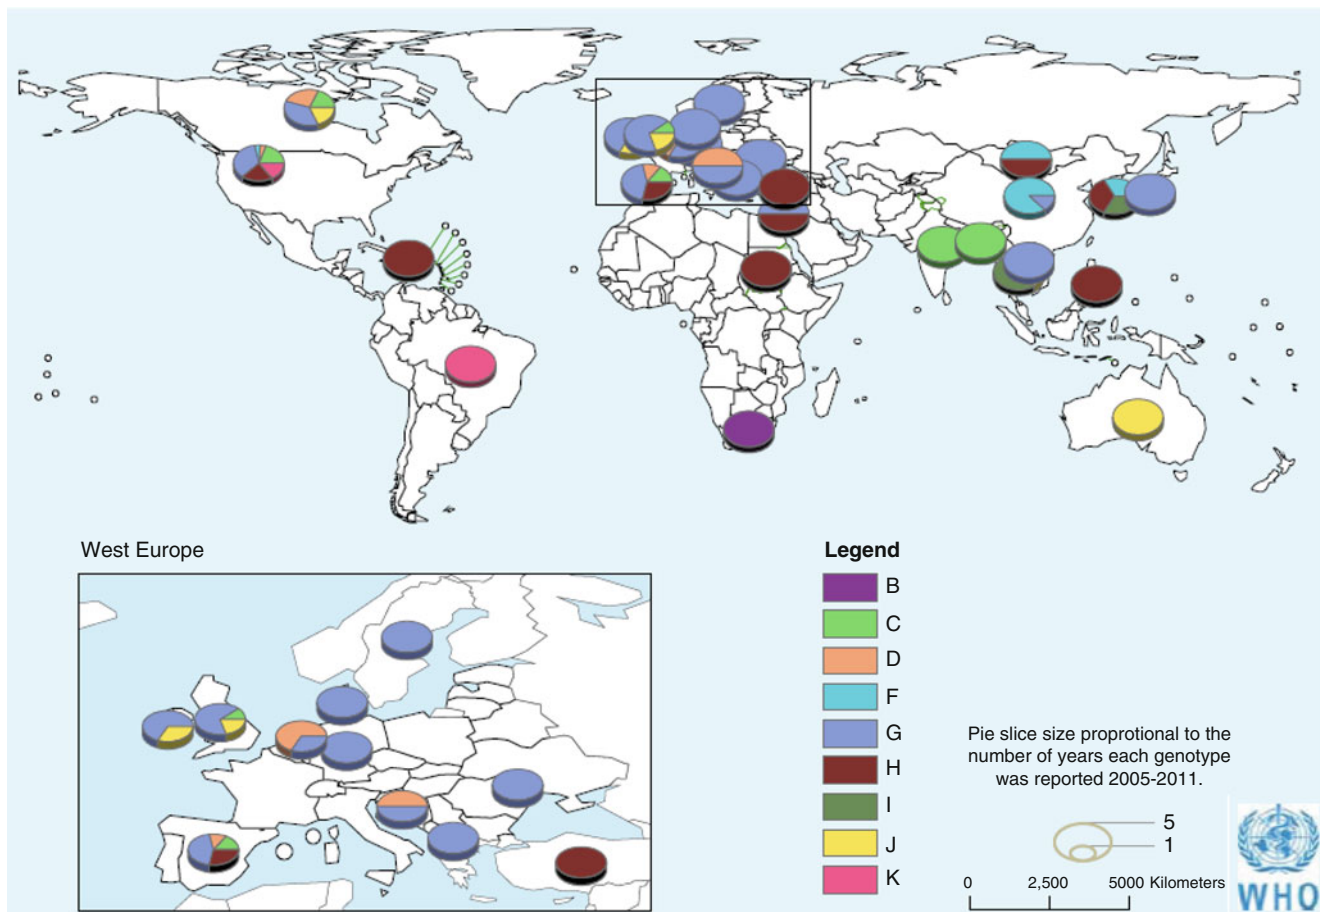 West Europe
Legend
B
C
D
F
G
H
I
J
K
Pie slice size proprotional to the
number of years each genotype
was reported 2005-2011.
5
1
0 2,500 5000 Kilometers
WHO